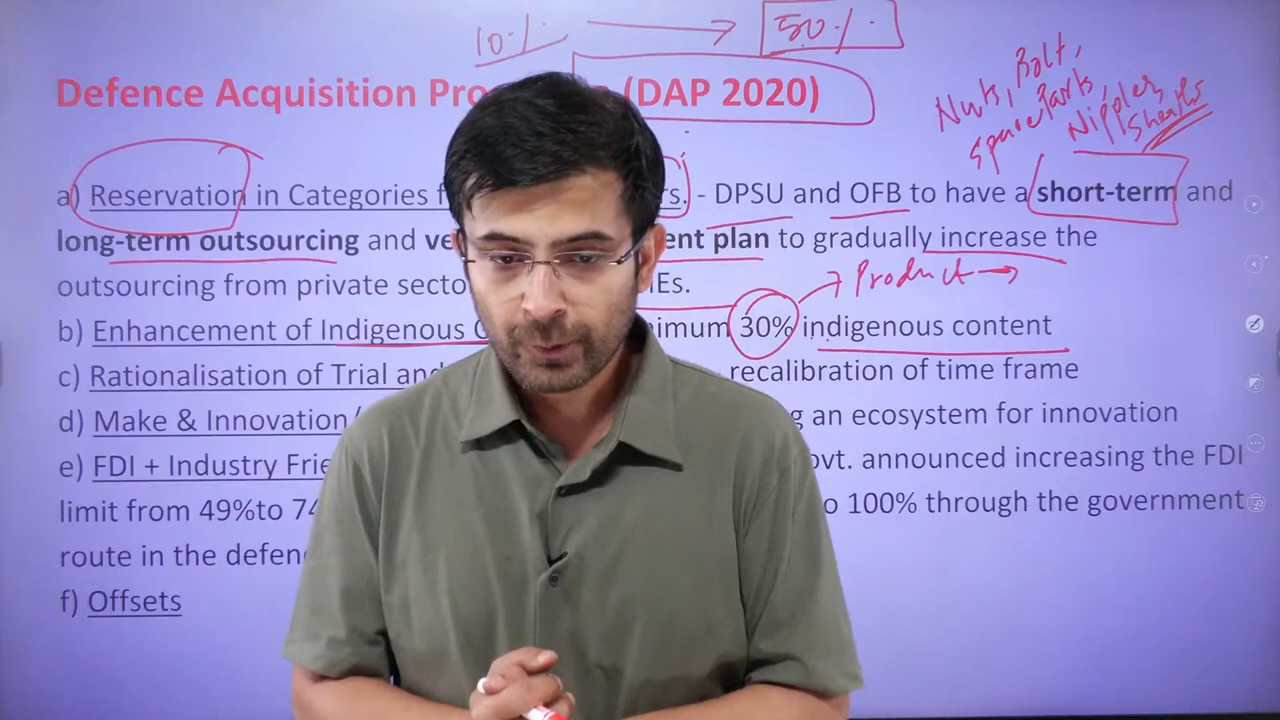 10% → 50%
Defence Acquisition Pro (DAP 2020)
Nuts, Bolt,
Spare Parts,
Nipples,
Sheaths
a) Reservation in Categories f rs. - DPSU and OFB to have a short-term and
long-term outsourcing and ve ent plan to gradually increase the
Product →
outsourcing from private secto Es.
b) Enhancement of Indigenous nimum 30% indigenous content
c) Rationalisation of Trial and recalibration of time frame
d) Make & Innovation/ g an ecosystem for innovation
e) FDI + Industry Frie ovt. announced increasing the FDI
limit from 49%to 74 o 100% through the government
route in the defen
f) Offsets